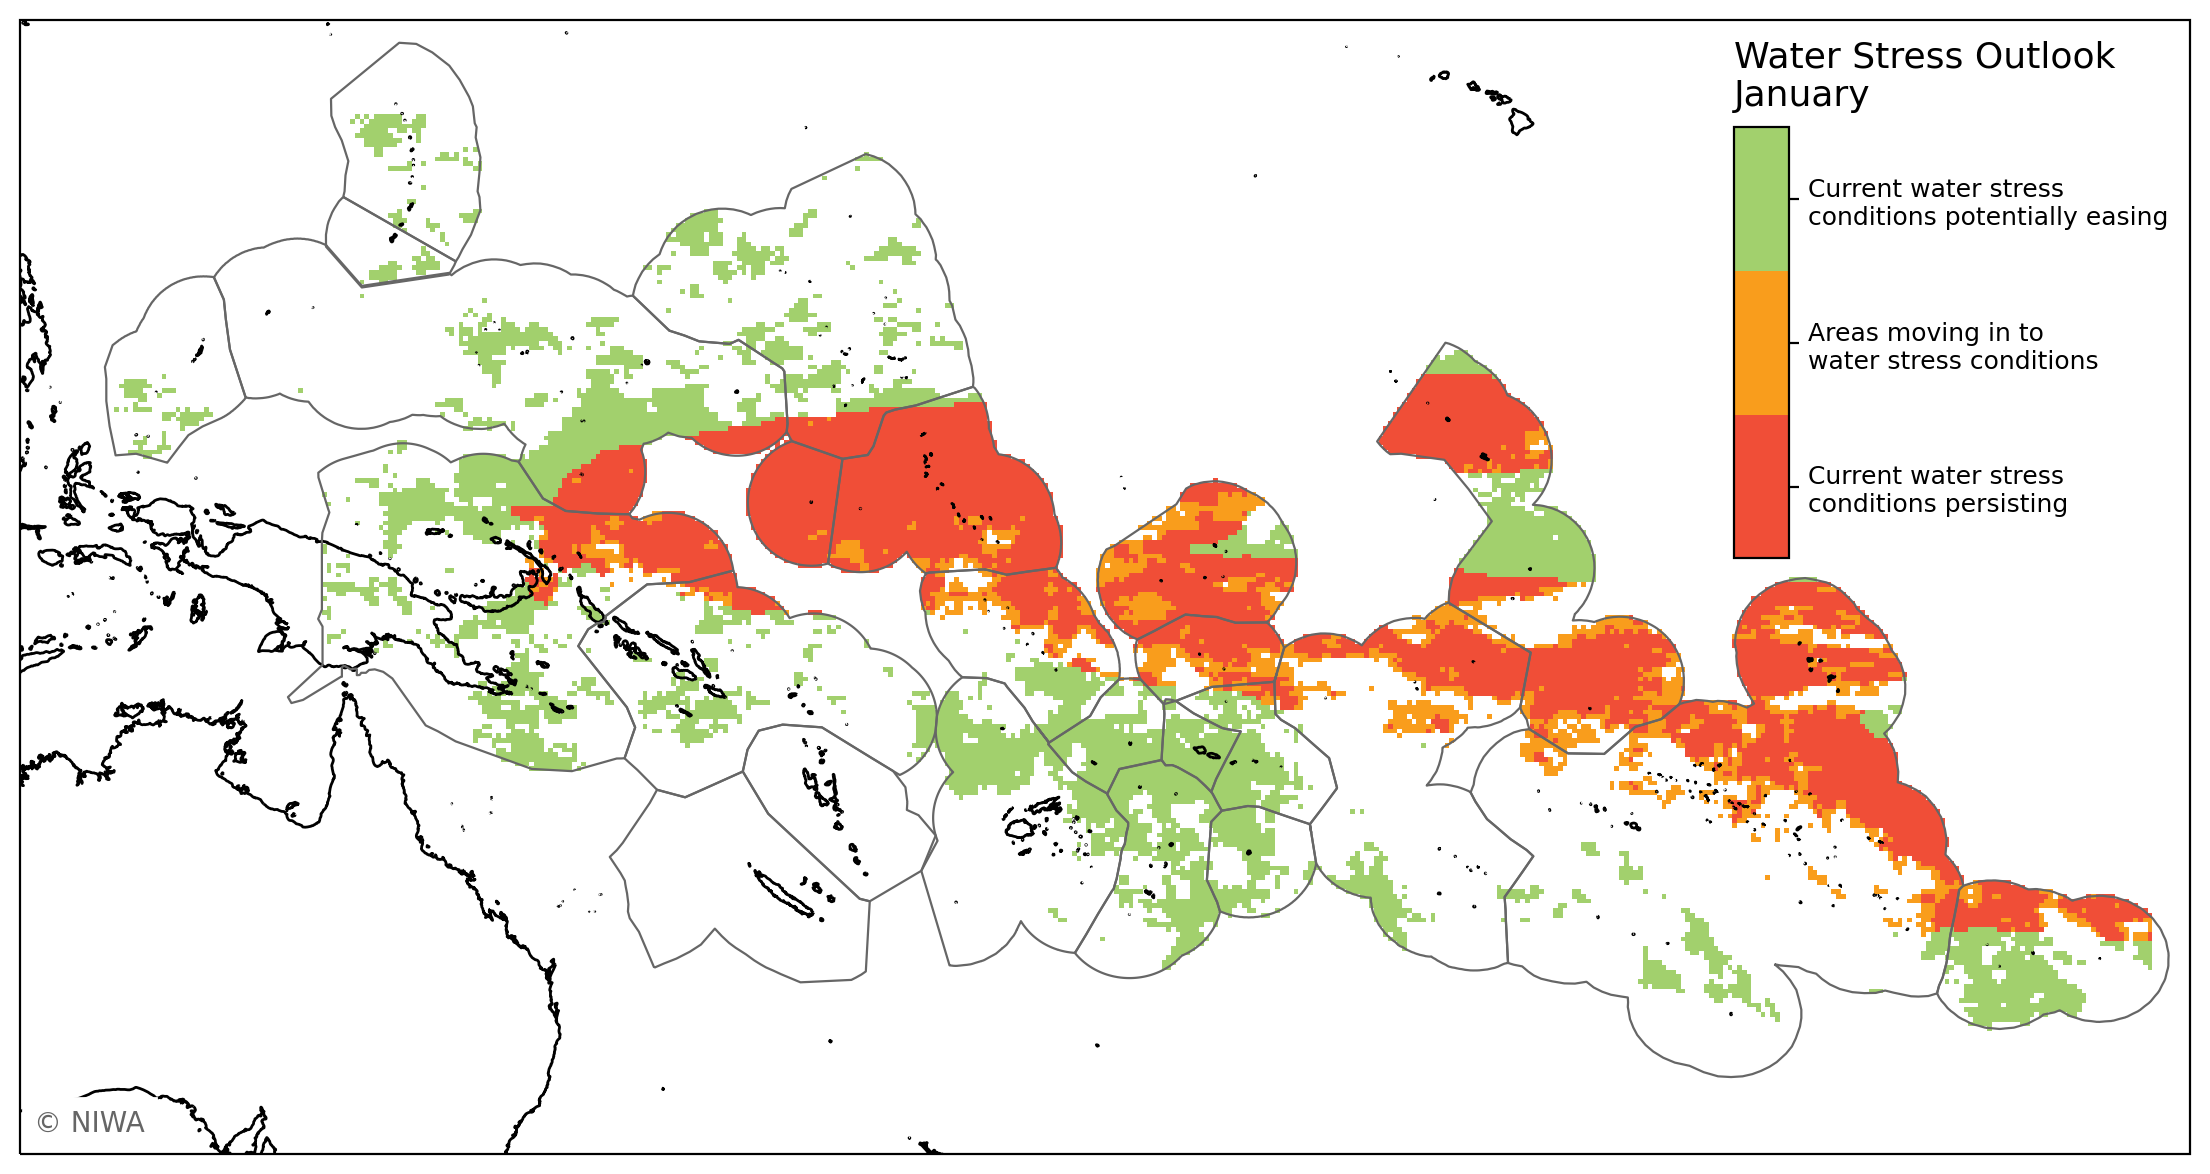 Water Stress Outlook
January
Current water stress
conditions potentially easing
Areas moving in to
water stress conditions
Current water stress
conditions persisting
© NIWA